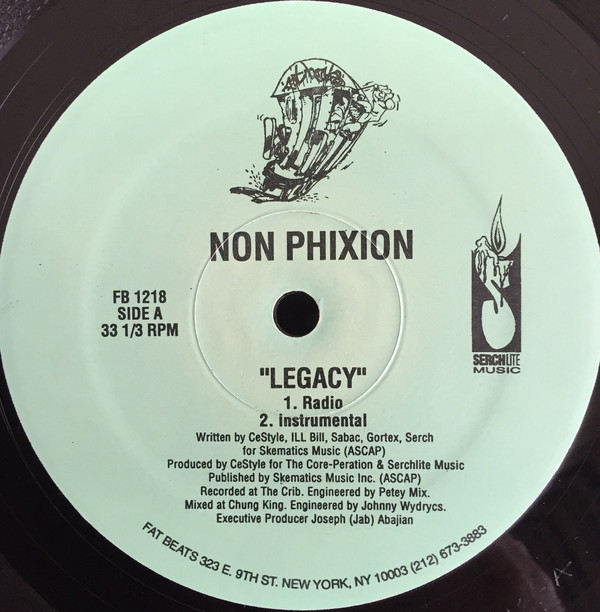 NON PHIXION
FB 1218
SIDE A
33 1/3 RPM
SERCHLITE
MUSIC
"LEGACY"
1. Radio
2. Instrumental
Written by CeStyle, ILL Bill, Sabac, Gortex, Serch
for Skematics Music (ASCAP)
Produced by CeStyle for The Core-Peration & Serchlite Music
Published by Skematics Music Inc. (ASCAP)
Recorded at The Crib. Engineered by Petey Mix.
Mixed at Chung King. Engineered by Johnny Wydrycs.
Executive Producer Joseph (Jab) Abajian
FAT BEATS 323 E. 9TH ST. NEW YORK, NY 10003 (212) 673-3883